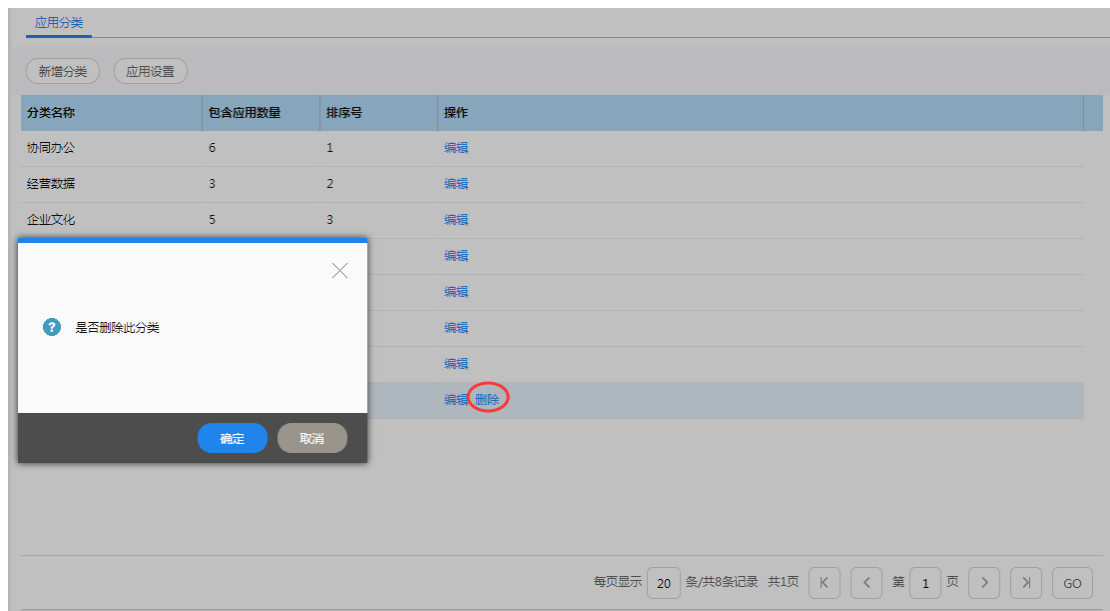 应用分类
新增分类 应用设置
分类名称 包含应用数量 排序号 操作
协同办公 6 1 编辑
经营数据 3 2 编辑
企业文化 5 3 编辑
编辑
编辑
? 是否删除此分类 编辑
编辑
编辑 删除
确定 取消
每页显示 20 条/共8条记录 共1页 第 1 页 GO